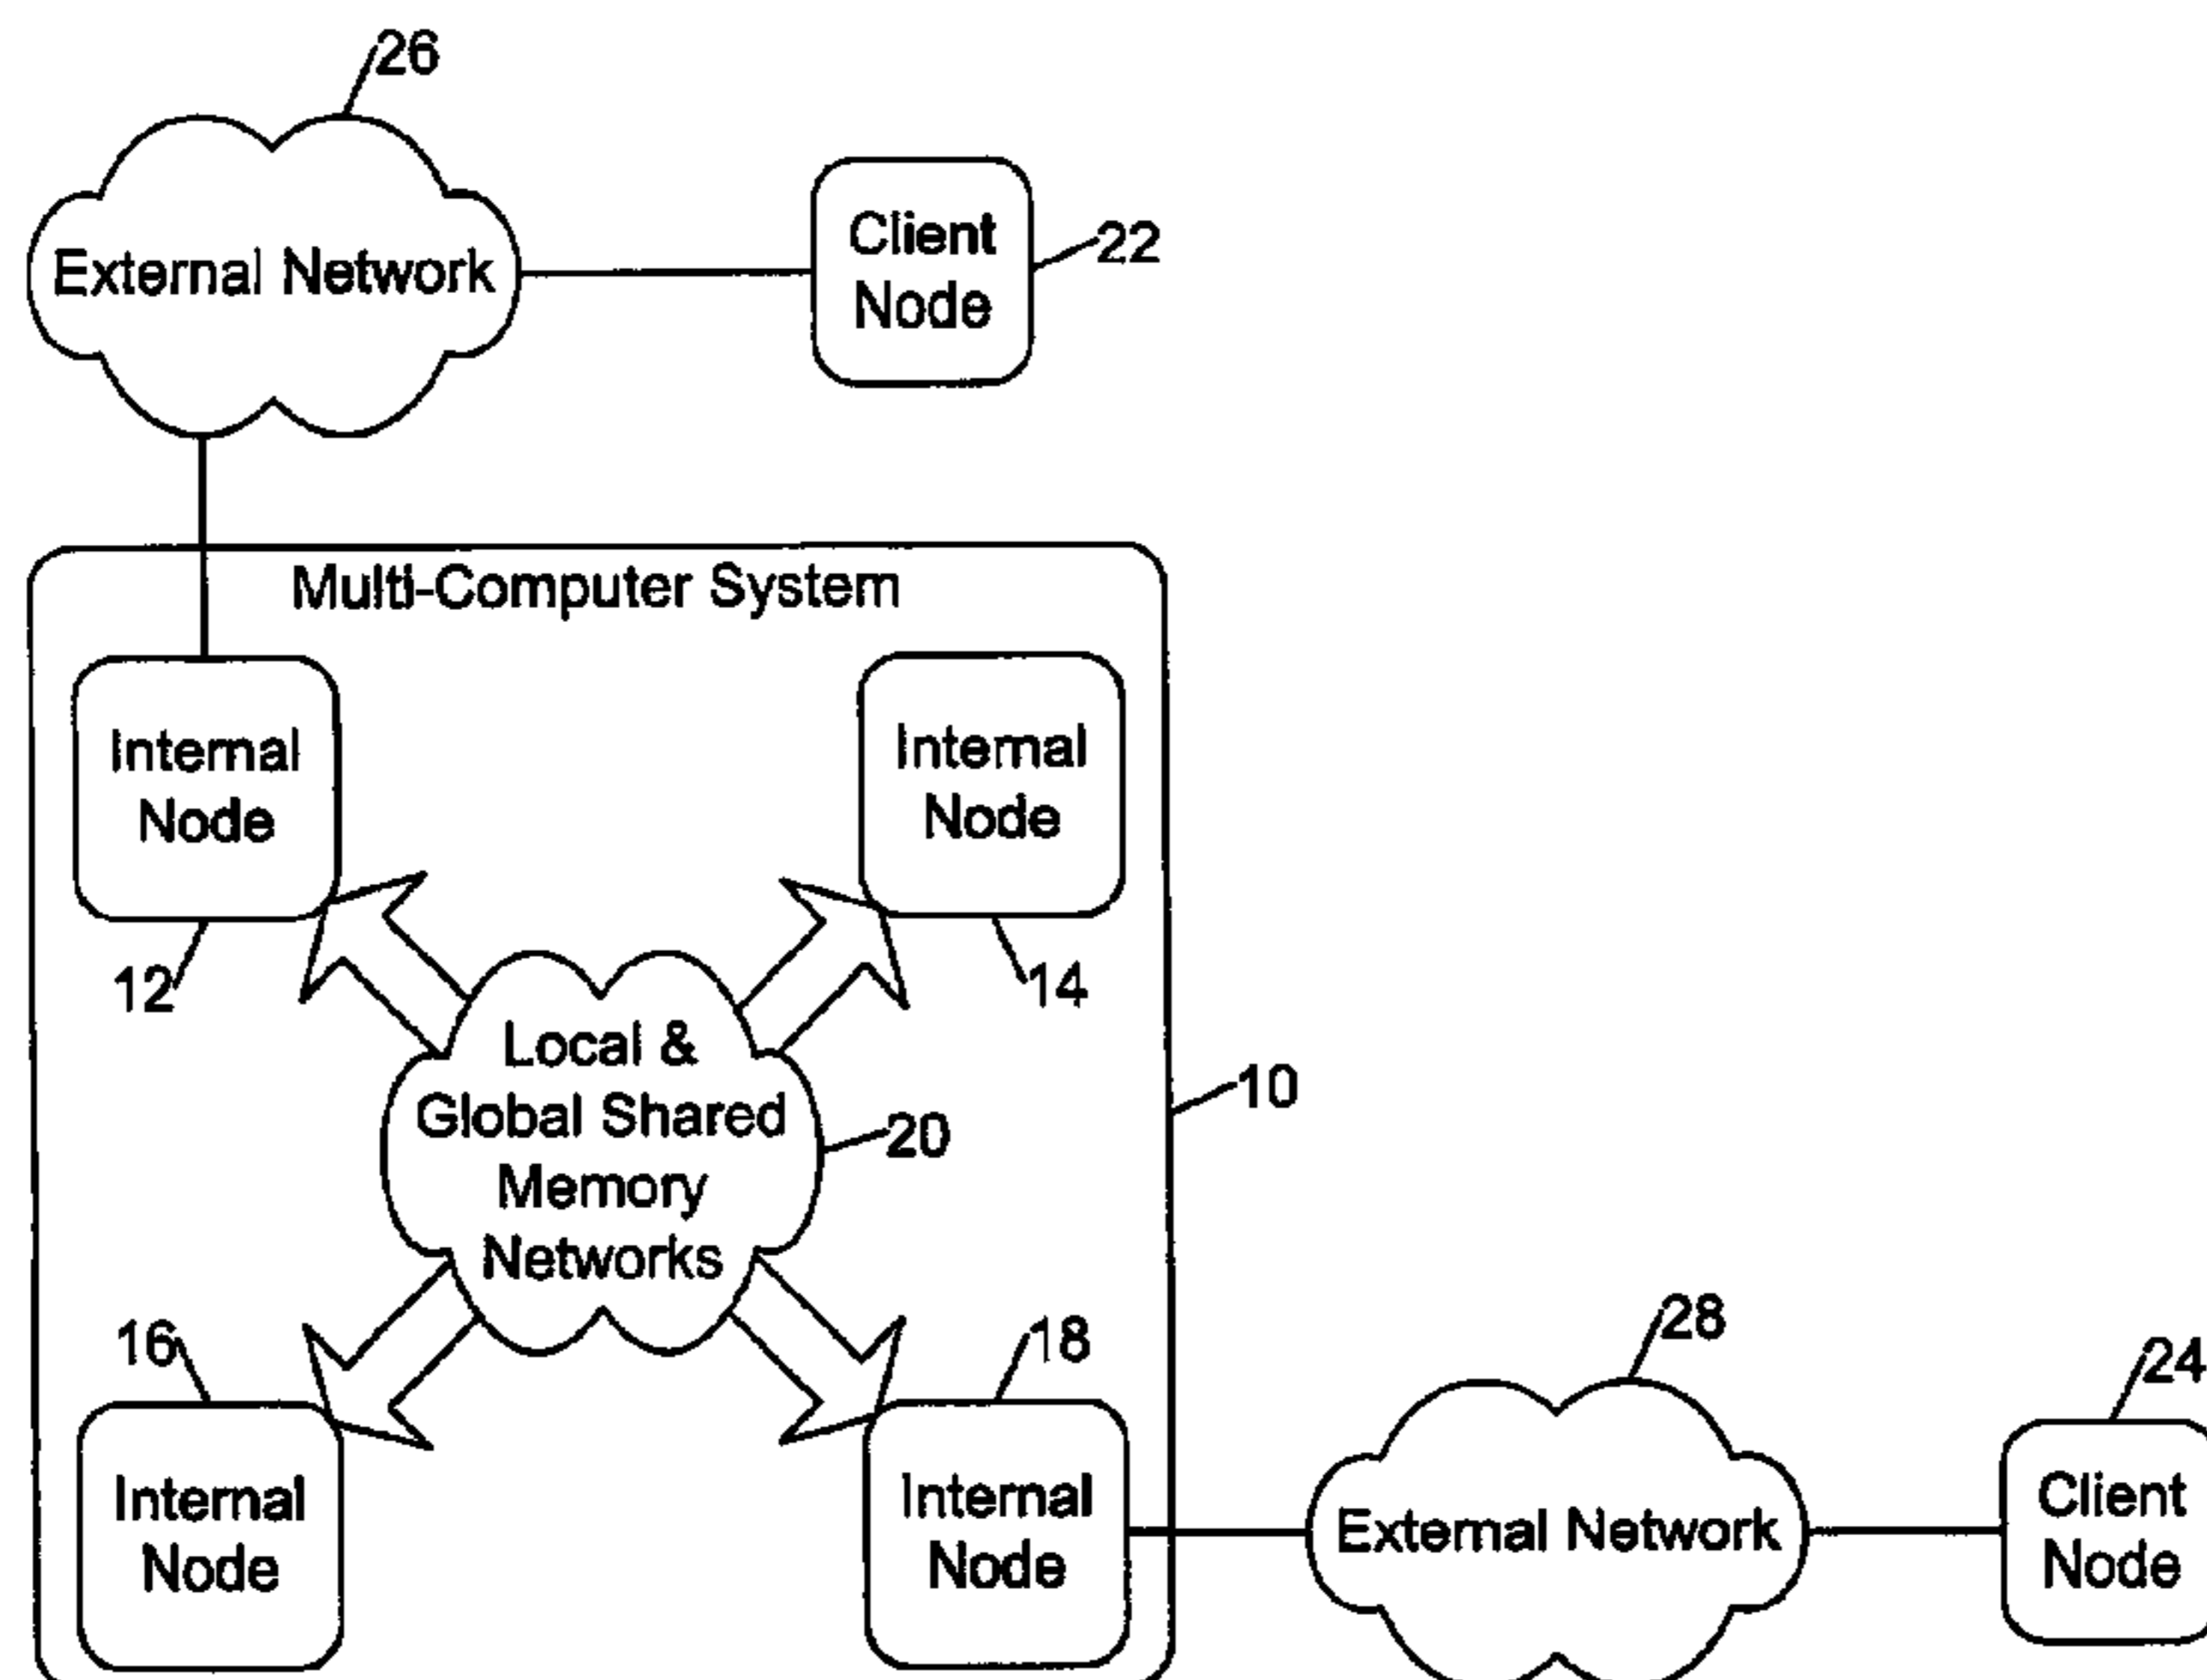 26
External Network
Client
Node
22
Multi-Computer System
Internal
Node
Internal
Node
12
14
Local &
Global Shared
Memory
Networks
10
20
16
18
28
24
Internal
Node
Internal
Node
External Network
Client
Node